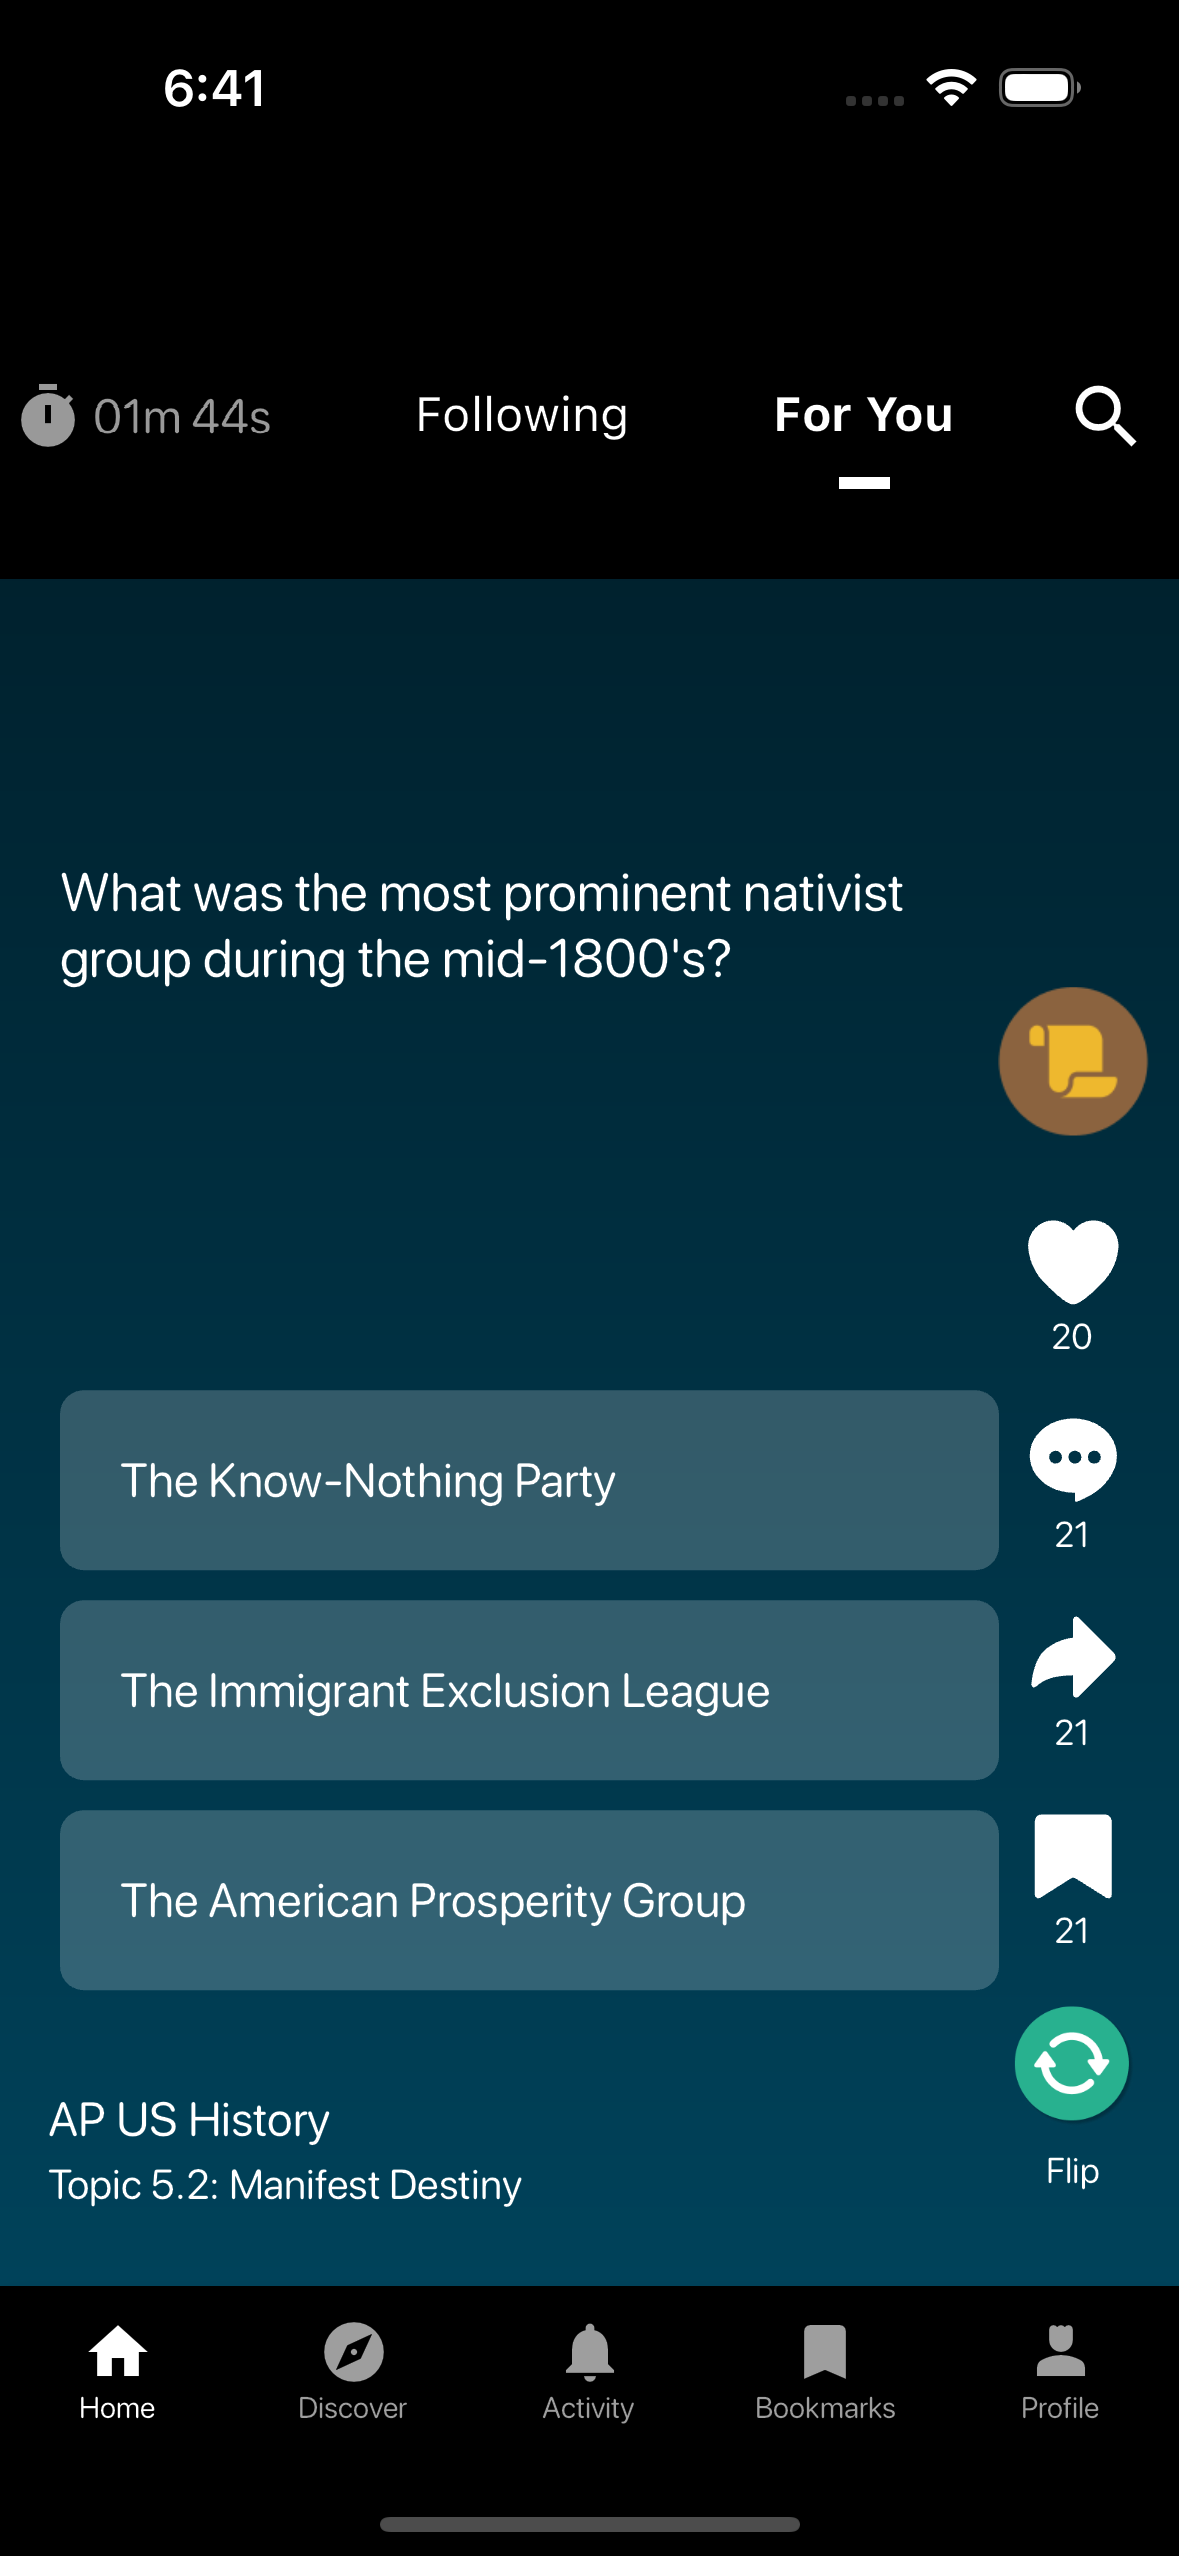 6:41
01m 44s
Following
For You
What was the most prominent nativist
group during the mid-1800's?
20
The Know-Nothing Party
21
The Immigrant Exclusion League
21
The American Prosperity Group
21
AP US History
Topic 5.2: Manifest Destiny
Flip
Home
Discover
Activity
Bookmarks
Profile